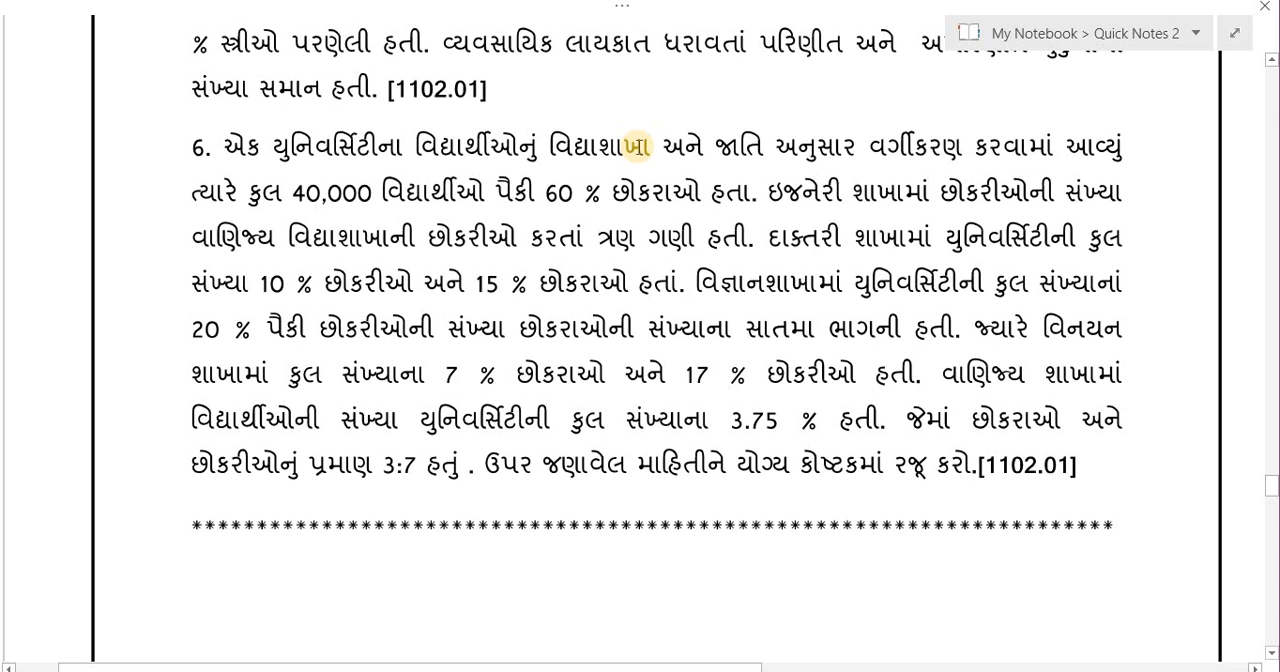 My Notebook > Quick Notes 2
% સ્ત્રીઓ પરણેલી હતી. વ્યવસાયિક લાયકાત ધરાવતાં પરિણીત અને
સંખ્યા સમાન હતી. [1102.01]
6. એક યુનિવર્સિટીના વિદ્યાર્થીઓનું વિદ્યાશાખા અને જાતિ અનુસાર વર્ગીકરણ કરવામાં આવ્યું
ત્યારે કુલ 40,000 વિદ્યાર્થીઓ પૈકી 60 % છોકરાઓ હતા. ઇજનેરી શાખામાં છોકરીઓની સંખ્યા
વાણિજ્ય વિદ્યાશાખાની છોકરીઓ કરતાં ત્રણ ગણી હતી. દાક્તરી શાખામાં યુનિવર્સિટીની કુલ
સંખ્યા 10 % છોકરીઓ અને 15 % છોકરાઓ હતાં. વિજ્ઞાનશાખામાં યુનિવર્સિટીની કુલ સંખ્યાનાં
20 % પૈકી છોકરીઓની સંખ્યા છોકરાઓની સંખ્યાના સાતમા ભાગની હતી. જ્યારે વિનયન
શાખામાં કુલ સંખ્યાના 7 % છોકરાઓ અને 17 % છોકરીઓ હતી. વાણિજ્ય શાખામાં
વિદ્યાર્થીઓની સંખ્યા યુનિવર્સિટીની કુલ સંખ્યાના 3.75 % હતી. જેમાં છોકરાઓ અને
છોકરીઓનું પ્રમાણ 3:7 હતું . ઉપર જણાવેલ માહિતીને યોગ્ય કોષ્ટકમાં રજૂ કરો.[1102.01]